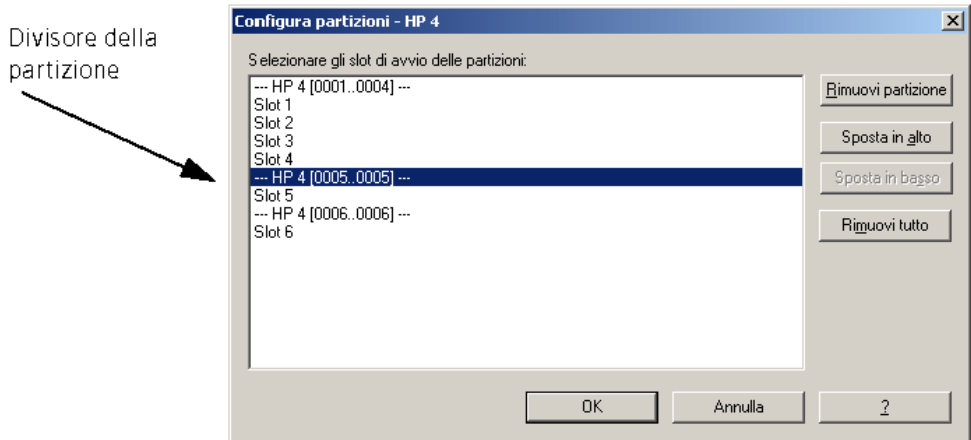 Divisore della
partizione
Configura partizioni - HP 4
Selezionare gli slot di avvio delle partizioni:
--- HP 4 [0001..0004] ---
Slot 1
Slot 2
Slot 3
Slot 4
--- HP 4 [0005..0005] ---
Slot 5
--- HP 4 [0006..0006] ---
Slot 6
Rimuovi partizione
Sposta in alto
Sposta in basso
Rimuovi tutto
OK
Annulla
?